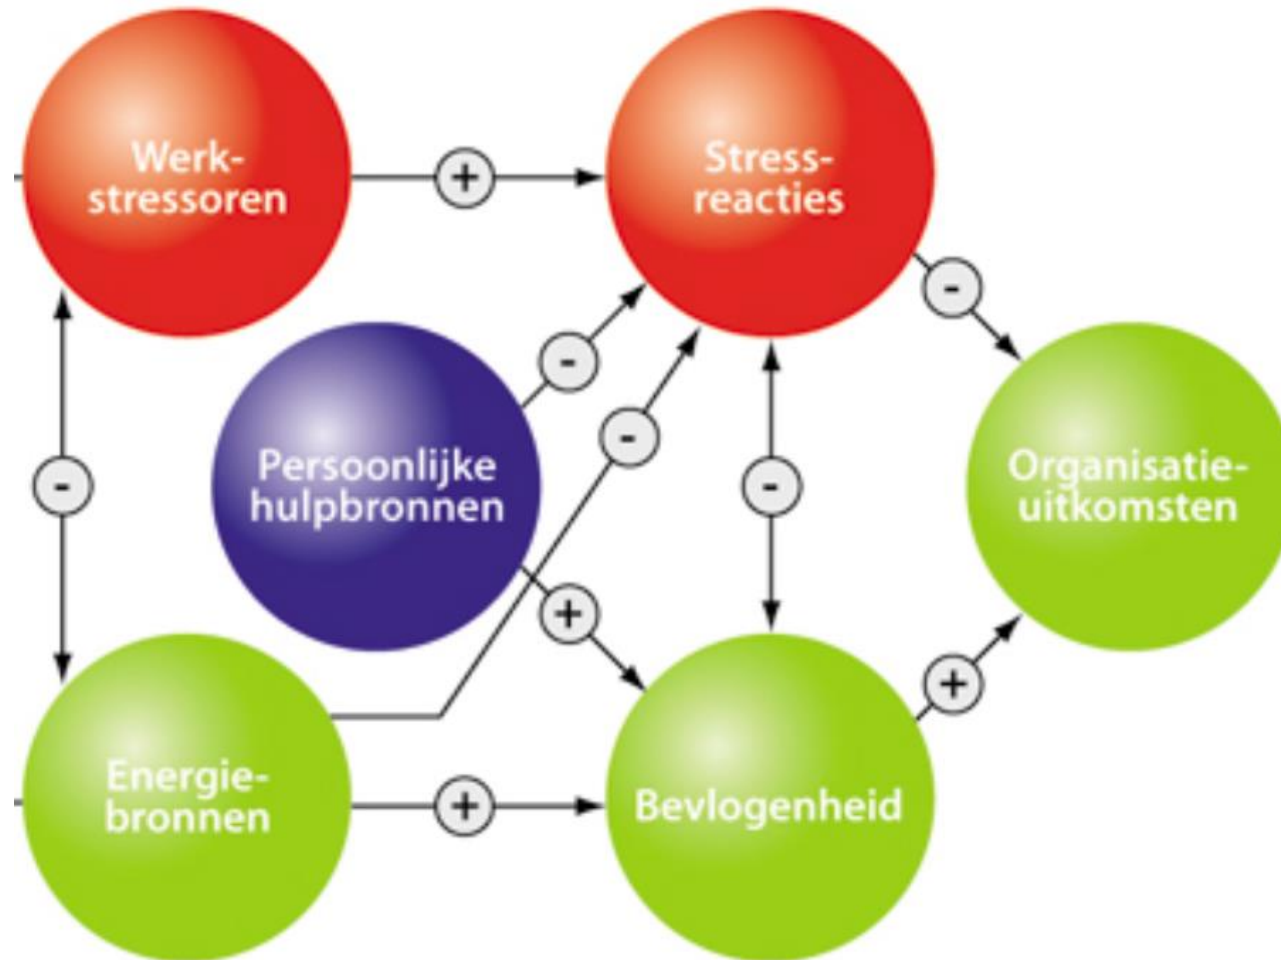 Werk-
stressoren
+
Stress-
reacties
-
-
-
Persoonlijke
hulpbronnen
-
-
Organisatie-
uitkomsten
+
+
Energie-
bronnen
+
Bevlogenheid